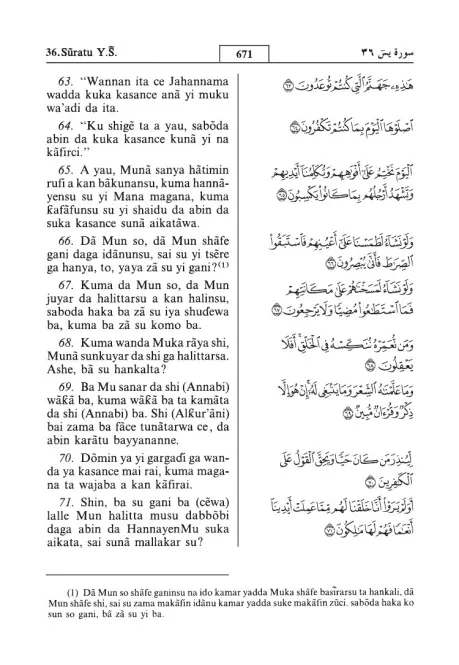 36. Sūratu Y.S̃.
671
سورة يسٓ ٣٦
63. “Wannan ita ce Jahannama
wadda kuka kasance anā yi muku
wa'adi da ita.
64. “Ku shigē ta a yau, sabōda
abin da kuka kasance kunā yi na
kāfirci.”
65. A yau, Munā sanya hātimin
rufi a kan bākunansu, kuma hannā-
yensu su yi Mana magana, kuma
ƙafāfunsu su yi shaidu da abin da
suka kasance sunā aikatāwa.
66. Dā Mun so, dā Mun shāfe
gani daga idānunsu, sai su yi tsēre
ga hanya, to, yaya zā su yi gani?⁽¹⁾
67. Kuma da Mun so, da Mun
juyar da halittarsu a kan halinsu,
saboda haka ba zā su iya shuɗewa
ba, kuma ba zā su komo ba.
68. Kuma wanda Muka rāya shi,
Munā sunkuyar da shi ga halittarsa.
Ashe, bā su hankalta?
69. Ba Mu sanar da shi (Annabi)
wāƙā ba, kuma wāƙā ba ta kamāta
da shi (Annabi) ba. Shi (Alƙur'āni)
bai zama ba fāce tunātarwa ce, da
abin karātu bayyananne.
70. Dōmin ya yi gargaɗī ga wan-
da ya kasance mai rai, kuma maga-
na ta wajaba a kan kāfirai.
71. Shin, ba su gani ba (cēwa)
lalle Mun halitta musu dabbōbi
daga abin da HannayenMu suka
aikata, sai sunā mallakar su?
هَٰذِهِۦ جَهَنَّمُ ٱلَّتِى كُنتُمْ تُوعَدُونَ ٦٣
ٱصْلَوْهَا ٱلْيَوْمَ بِمَا كُنتُمْ تَكْفُرُونَ ٦٤
ٱلْيَوْمَ نَخْتِمُ عَلَىٰٓ أَفْوَٰهِهِمْ وَتُكَلِّمُنَآ أَيْدِيهِمْ
وَتَشْهَدُ أَرْجُلُهُم بِمَا كَانُوا۟ يَكْسِبُونَ ٦٥
وَلَوْ نَشَآءُ لَطَمَسْنَا عَلَىٰٓ أَعْيُنِهِمْ فَٱسْتَبَقُوا۟
ٱلصِّرَٰطَ فَأَنَّىٰ يُبْصِرُونَ ٦٦
وَلَوْ نَشَآءُ لَمَسَخْنَٰهُمْ عَلَىٰ مَكَانَتِهِمْ
فَمَا ٱسْتَطَٰعُوا۟ مُضِيًّا وَلَا يَرْجِعُونَ ٦٧
وَمَن نُّعَمِّرْهُ نُنَكِّسْهُ فِى ٱلْخَلْقِ أَفَلَا
يَعْقِلُونَ ٦٨
وَمَا عَلَّمْنَٰهُ ٱلشِّعْرَ وَمَا يَنۢبَغِى لَهُۥٓ إِنْ هُوَ إِلَّا
ذِكْرٌ وَقُرْءَانٌ مُّبِينٌ ٦٩
لِّيُنذِرَ مَن كَانَ حَيًّا وَيَحِقَّ ٱلْقَوْلُ عَلَى
ٱلْكَٰفِرِينَ ٧٠
أَوَلَمْ يَرَوْا۟ أَنَّا خَلَقْنَا لَهُم مِّمَّا عَمِلَتْ أَيْدِينَآ
أَنْعَٰمًا فَهُمْ لَهَا مَٰلِكُونَ ٧١
(1) Dā Mun so shāfe ganinsu na ido kamar yadda Muka shāfe basīrarsu ta hankali, dā
Mun shāfe shi, sai su zama makāfin idānu kamar yadda suke makāfin zūci. sabōda haka ko
sun so gani, bā zā su yi ba.